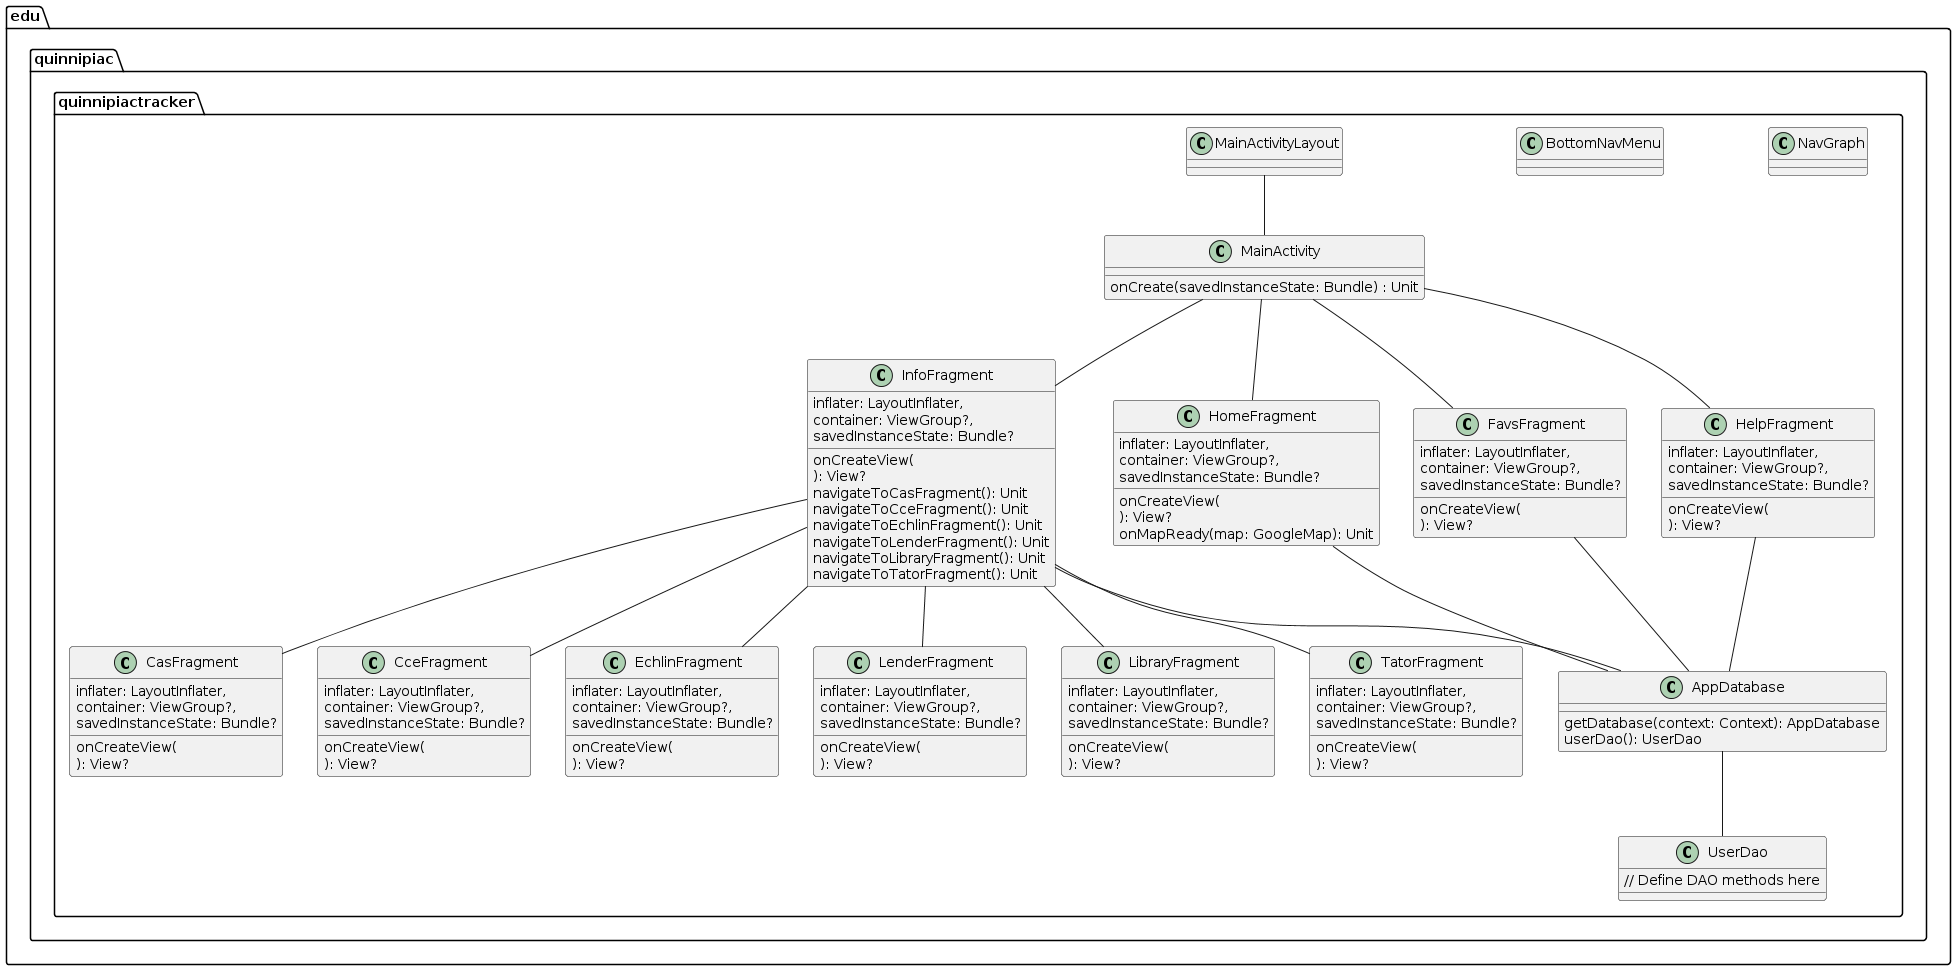 edu
quinnipiac
quinnipiactracker
C MainActivityLayout
C BottomNavMenu
C NavGraph
C MainActivity
onCreate(savedInstanceState: Bundle) : Unit
C InfoFragment
inflater: LayoutInflater,
container: ViewGroup?,
savedInstanceState: Bundle?
onCreateView(
): View?
navigateToCasFragment(): Unit
navigateToCceFragment(): Unit
navigateToEchlinFragment(): Unit
navigateToLenderFragment(): Unit
navigateToLibraryFragment(): Unit
navigateToTatorFragment(): Unit
C HomeFragment
inflater: LayoutInflater,
container: ViewGroup?,
savedInstanceState: Bundle?
onCreateView(
): View?
onMapReady(map: GoogleMap): Unit
C FavsFragment
inflater: LayoutInflater,
container: ViewGroup?,
savedInstanceState: Bundle?
onCreateView(
): View?
C HelpFragment
inflater: LayoutInflater,
container: ViewGroup?,
savedInstanceState: Bundle?
onCreateView(
): View?
C CasFragment
inflater: LayoutInflater,
container: ViewGroup?,
savedInstanceState: Bundle?
onCreateView(
): View?
C CceFragment
inflater: LayoutInflater,
container: ViewGroup?,
savedInstanceState: Bundle?
onCreateView(
): View?
C EchlinFragment
inflater: LayoutInflater,
container: ViewGroup?,
savedInstanceState: Bundle?
onCreateView(
): View?
C LenderFragment
inflater: LayoutInflater,
container: ViewGroup?,
savedInstanceState: Bundle?
onCreateView(
): View?
C LibraryFragment
inflater: LayoutInflater,
container: ViewGroup?,
savedInstanceState: Bundle?
onCreateView(
): View?
C TatorFragment
inflater: LayoutInflater,
container: ViewGroup?,
savedInstanceState: Bundle?
onCreateView(
): View?
C AppDatabase
getDatabase(context: Context): AppDatabase
userDao(): UserDao
C UserDao
// Define DAO methods here